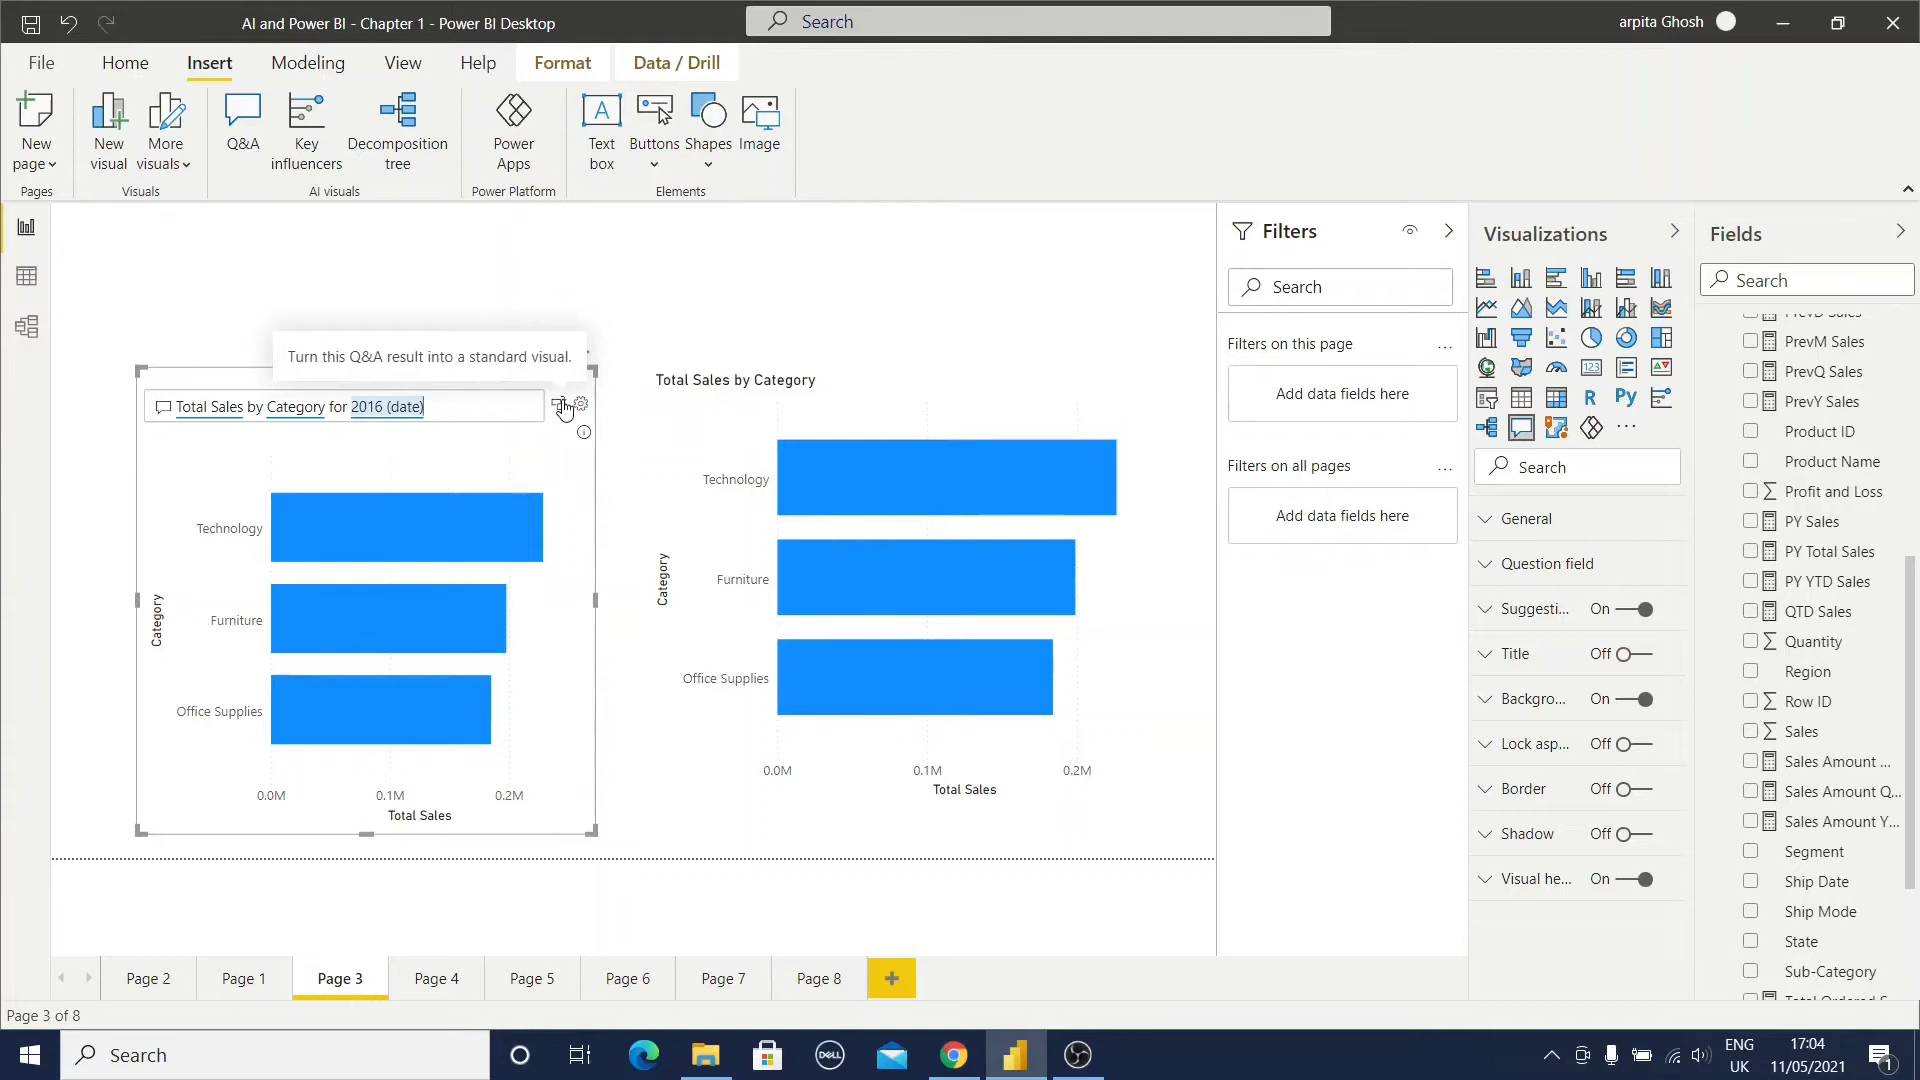 AI and Power BI - Chapter 1 - Power BI Desktop
Search
arpita Ghosh
File
Home
Insert
Modeling
View
Help
Format
Data / Drill
New page
New visual
More visuals
Q&A
Key influencers
Decomposition tree
Power Apps
Text box
Buttons
Shapes
Image
Pages
Visuals
AI visuals
Power Platform
Elements
Turn this Q&A result into a standard visual.
Total Sales by Category for 2016 (date)
Technology
Furniture
Office Supplies
Category
0.0M
0.1M
0.2M
Total Sales
Total Sales by Category
Technology
Furniture
Office Supplies
Category
0.0M
0.1M
0.2M
Total Sales
Filters
Search
Filters on this page
...
Add data fields here
Filters on all pages
...
Add data fields here
Visualizations
R
Py
123
...
Search
General
Question field
Suggesti... On
Title Off
Backgro... On
Lock asp... Off
Border Off
Shadow Off
Visual he... On
Fields
Search
PrevM Sales
PrevQ Sales
PrevY Sales
Product ID
Product Name
Profit and Loss
PY Sales
PY Total Sales
PY YTD Sales
QTD Sales
Quantity
Region
Row ID
Sales
Sales Amount ...
Sales Amount Q...
Sales Amount Y...
Segment
Ship Date
Ship Mode
State
Sub-Category
Page 2
Page 1
Page 3
Page 4
Page 5
Page 6
Page 7
Page 8
+
Page 3 of 8
Search
DELL
ENG
UK
17:04
11/05/2021
1